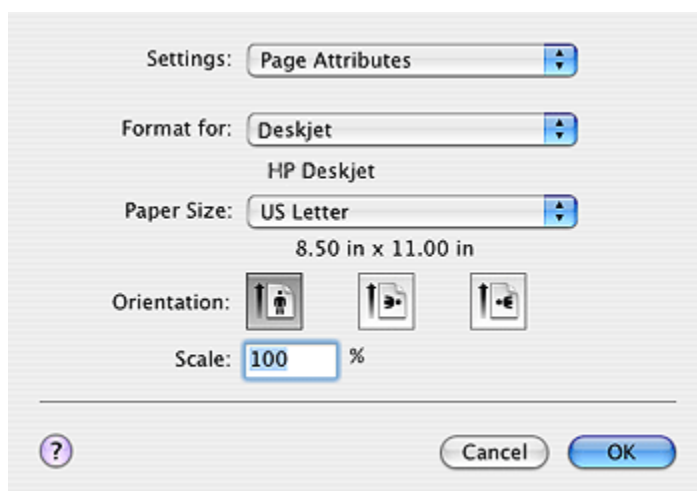 Settings: Page Attributes
Format for: Deskjet
HP Deskjet
Paper Size: US Letter
8.50 in x 11.00 in
Orientation:
Scale: 100 %
? Cancel OK